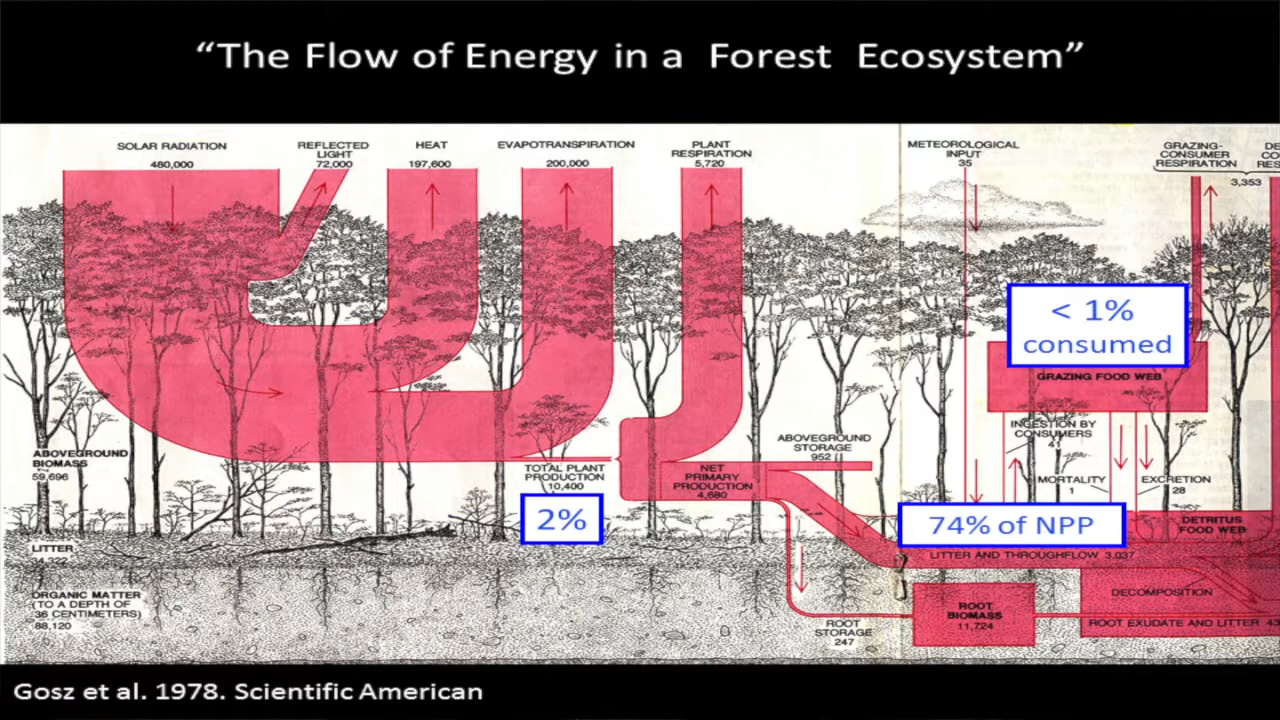 “The Flow of Energy in a Forest Ecosystem”
SOLAR RADIATION
480,000
REFLECTED
LIGHT
72,000
HEAT
197,600
EVAPOTRANSPIRATION
200,000
PLANT
RESPIRATION
5,720
METEOROLOGICAL
INPUT
35
GRAZING-
CONSUMER
RESPIRATION
3,353
< 1%
consumed
GRAZING FOOD WEB
INGESTION BY
CONSUMERS
41
MORTALITY
1
EXCRETION
28
ABOVEGROUND
BIOMASS
59,696
TOTAL PLANT
PRODUCTION
10,400
2%
NET
PRIMARY
PRODUCTION
4,680
ABOVEGROUND
STORAGE
952
74% of NPP
DETRITUS
FOOD WEB
LITTER AND THROUGHFLOW 3,037
LITTER
ORGANIC MATTER
(TO A DEPTH OF
36 CENTIMETERS)
88,120
ROOT
STORAGE
247
ROOT
BIOMASS
11,724
DECOMPOSITION
ROOT EXUDATE AND LITTER
Gosz et al. 1978. Scientific American